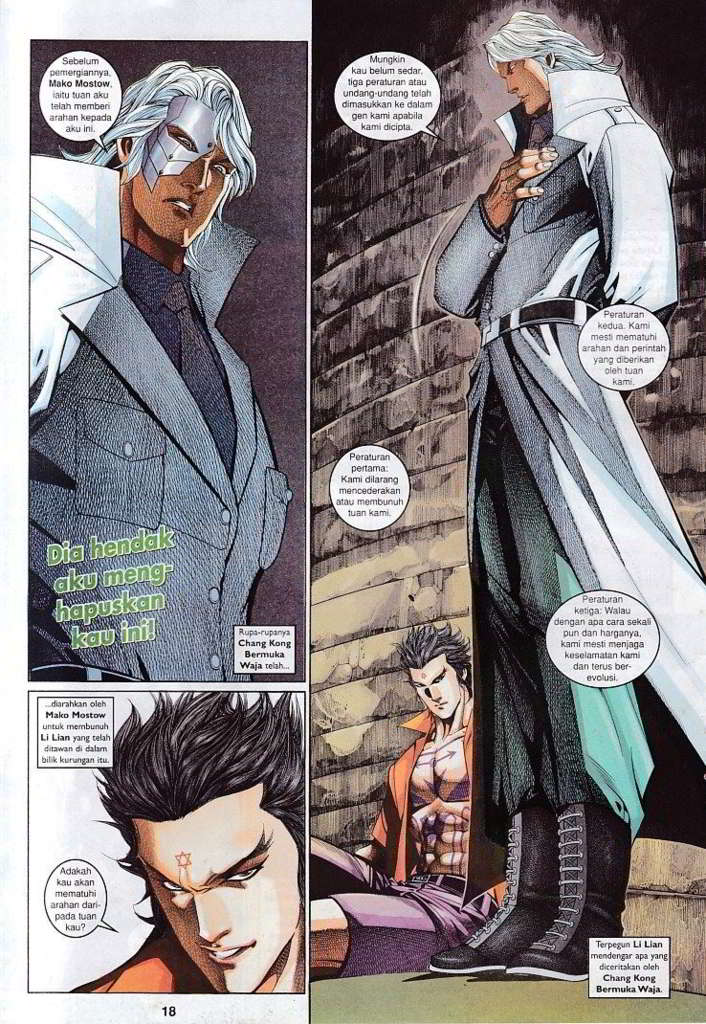 Sebelum
pemergiannya,
Mako Mostow,
iaitu tuan aku
telah memberi
arahan kepada
aku ini.
Dia hendak
aku meng-
hapuskan
kau ini!
Rupa-rupanya
Chang Kong
Bermuka
Waja telah...
...diarahkan oleh
Mako Mostow
untuk membunuh
Li Lian yang telah
ditawan di dalam
bilik kurungan itu.
Adakah
kau akan
mematuhi
arahan dari-
pada tuan
kau?
Mungkin
kau belum sedar,
tiga peraturan atau
undang-undang telah
dimasukkan ke dalam
gen kami apabila
kami dicipta.
Peraturan
pertama:
Kami dilarang
mencederakan
atau membunuh
tuan kami.
Peraturan
kedua. Kami
mesti mematuhi
arahan dan perintah
yang diberikan
oleh tuan
kami.
Peraturan
ketiga: Walau
dengan apa cara sekali
pun dan harganya,
kami mesti menjaga
keselamatan kami
dan terus ber-
evolusi.
Terpegun Li Lian
mendengar apa yang
diceritakan oleh
Chang Kong
Bermuka Waja.
18